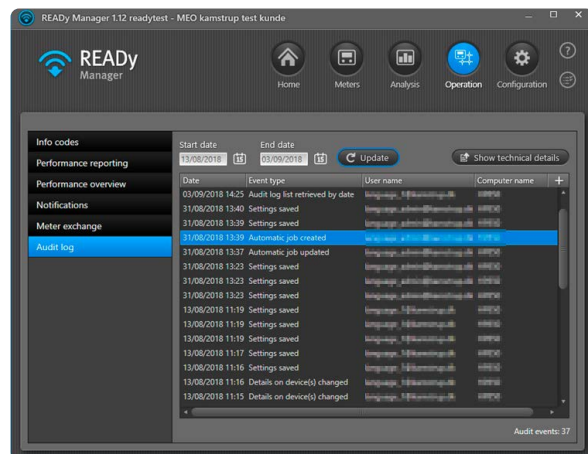 READy Manager 1.12 readytest - MEO kamstrup test kunde
READy
Manager
Home Meters Analysis Operation Configuration
Info codes
Performance reporting
Performance overview
Notifications
Meter exchange
Audit log
Start date End date
13/08/2018 15 03/09/2018 15 Update Show technical details
Date Event type User name Computer name +
03/09/2018 14:25 Audit log list retrieved by date
31/08/2018 13:40 Settings saved
31/08/2018 13:39 Settings saved
31/08/2018 13:39 Automatic job created
31/08/2018 13:37 Automatic job updated
31/08/2018 13:23 Settings saved
31/08/2018 13:23 Settings saved
31/08/2018 13:23 Settings saved
13/08/2018 11:19 Settings saved
13/08/2018 11:19 Settings saved
13/08/2018 11:19 Settings saved
13/08/2018 11:17 Settings saved
13/08/2018 11:16 Settings saved
13/08/2018 11:16 Details on device(s) changed
13/08/2018 11:15 Details on device(s) changed
Audit events: 37